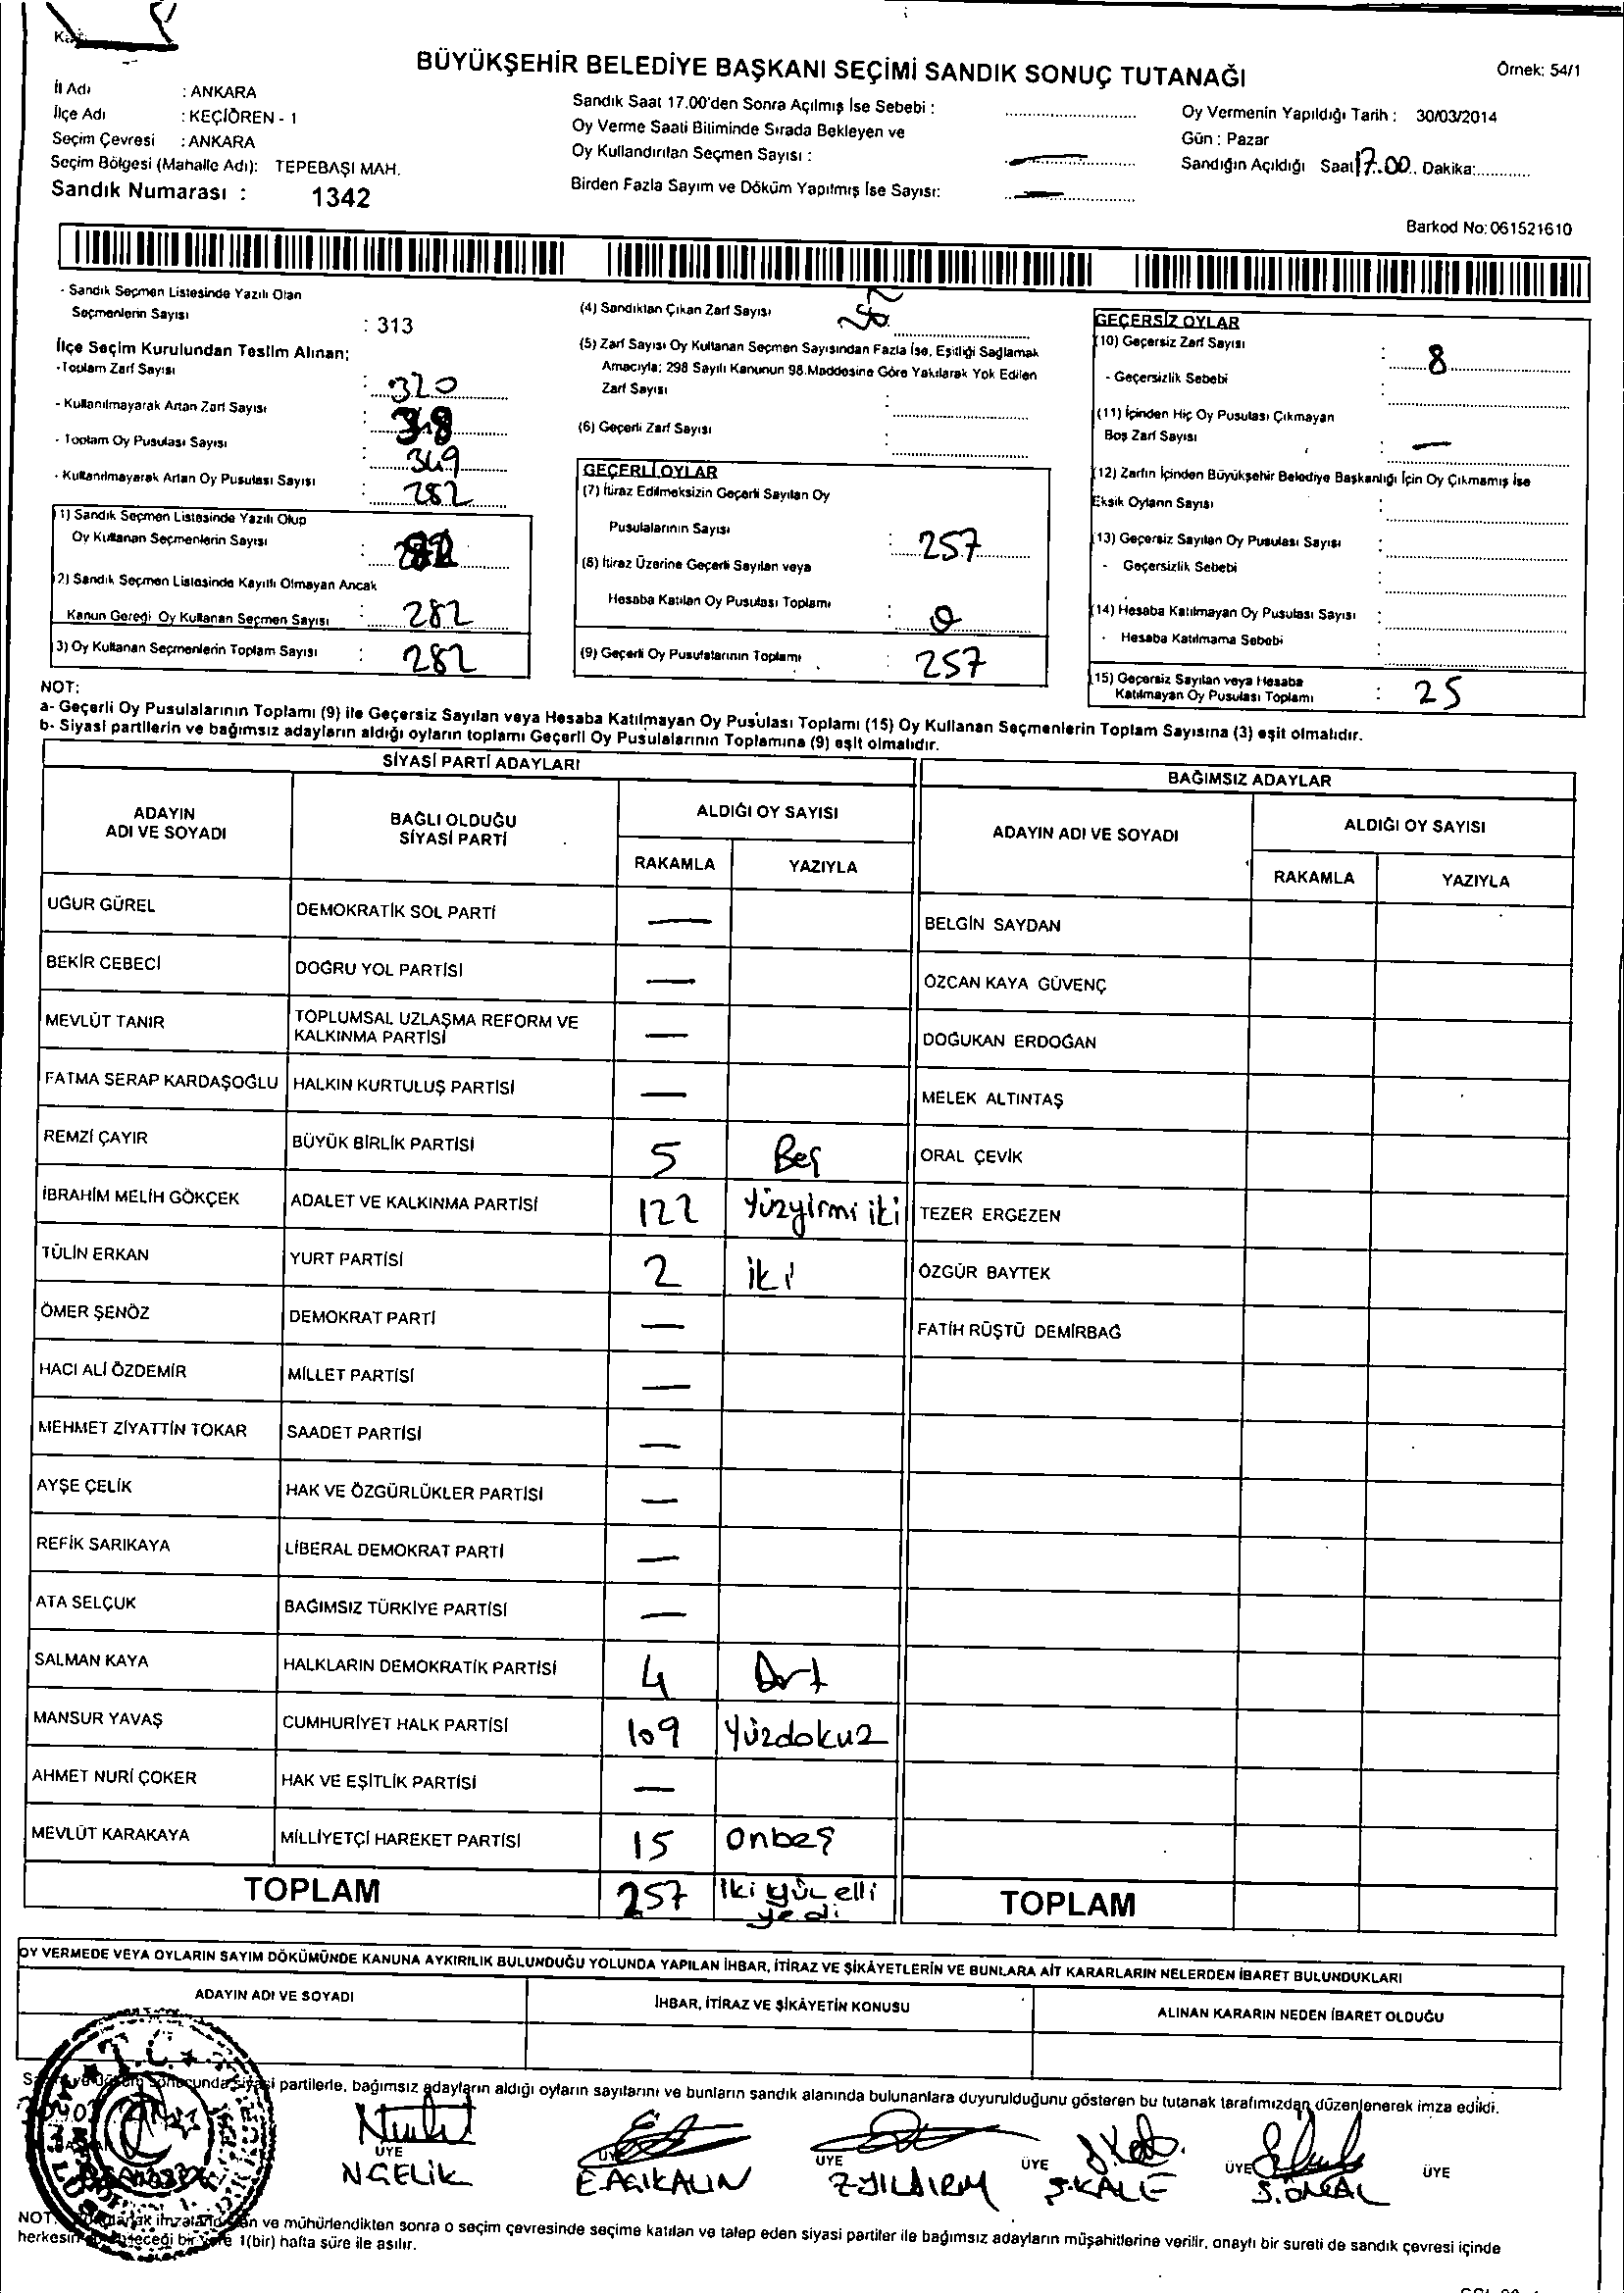 BÜYÜKŞEHİR BELEDİYE BAŞKANI SEÇİMİ SANDIK SONUÇ TUTANAĞI
Örnek: 54/1
İl Adı : ANKARA
İlçe Adı : KEÇİÖREN - 1
Seçim Çevresi : ANKARA
Seçim Bölgesi (Mahalle Adı): TEPEBAŞI MAH.
Sandık Numarası : 1342
Sandık Saat 17.00'den Sonra Açılmış İse Sebebi :
Oy Verme Saati Bitiminde Sırada Bekleyen ve
Oy Kullandırılan Seçmen Sayısı : —
Birden Fazla Sayım ve Döküm Yapılmış İse Sayısı: —
Oy Vermenin Yapıldığı Tarih : 30/03/2014
Gün : Pazar
Sandığın Açıldığı Saat 17.00 Dakika:
Barkod No: 061521610
- Sandık Seçmen Listesinde Yazılı Olan
Seçmenlerin Sayısı : 313
İlçe Seçim Kurulundan Teslim Alınan;
-Toplam Zarf Sayısı : 320
- Kullanılmayarak Artan Zarf Sayısı :
- Toplam Oy Pusulası Sayısı : 349
- Kullanılmayarak Artan Oy Pusulası Sayısı : 282
1) Sandık Seçmen Listesinde Yazılı Olup
Oy Kullanan Seçmenlerin Sayısı :
2) Sandık Seçmen Listesinde Kayıtlı Olmayan Ancak
Kanun Gereği Oy Kullanan Seçmen Sayısı : 282
3) Oy Kullanan Seçmenlerin Toplam Sayısı : 282
(4) Sandıktan Çıkan Zarf Sayısı
(5) Zarf Sayısı Oy Kullanan Seçmen Sayısından Fazla İse, Eşitliği Sağlamak
Amacıyla; 298 Sayılı Kanunun 98.Maddesine Göre Yakılarak Yok Edilen
Zarf Sayısı :
(6) Geçerli Zarf Sayısı :
GEÇERLİ OYLAR
(7) İtiraz Edilmeksizin Geçerli Sayılan Oy
Pusulalarının Sayısı : 257
(8) İtiraz Üzerine Geçerli Sayılan veya
Hesaba Katılan Oy Pusulası Toplamı : 0
(9) Geçerli Oy Pusulalarının Toplamı : 257
GEÇERSİZ OYLAR
(10) Geçersiz Zarf Sayısı : 8
- Geçersizlik Sebebi :
(11) İçinden Hiç Oy Pusulası Çıkmayan
Boş Zarf Sayısı : —
(12) Zarfın İçinden Büyükşehir Belediye Başkanlığı İçin Oy Çıkmamış İse
Eksik Oyların Sayısı :
(13) Geçersiz Sayılan Oy Pusulası Sayısı :
- Geçersizlik Sebebi :
(14) Hesaba Katılmayan Oy Pusulası Sayısı :
- Hesaba Katılmama Sebebi :
(15) Geçersiz Sayılan veya Hesaba
Katılmayan Oy Pusulası Toplamı : 25
NOT:
a- Geçerli Oy Pusulalarının Toplamı (9) ile Geçersiz Sayılan veya Hesaba Katılmayan Oy Pusulası Toplamı (15) Oy Kullanan Seçmenlerin Toplam Sayısına (3) eşit olmalıdır.
b- Siyasi partilerin ve bağımsız adayların aldığı oyların toplamı Geçerli Oy Pusulalarının Toplamına (9) eşit olmalıdır.
SİYASİ PARTİ ADAYLARI
BAĞIMSIZ ADAYLAR
ADAYIN ADI VE SOYADI
BAĞLI OLDUĞU SİYASİ PARTİ
ALDIĞI OY SAYISI
RAKAMLA YAZIYLA
ADAYIN ADI VE SOYADI
ALDIĞI OY SAYISI
RAKAMLA YAZIYLA
UĞUR GÜREL DEMOKRATİK SOL PARTİ — BELGİN SAYDAN
BEKİR CEBECİ DOĞRU YOL PARTİSİ — ÖZCAN KAYA GÜVENÇ
MEVLÜT TANIR TOPLUMSAL UZLAŞMA REFORM VE KALKINMA PARTİSİ — DOĞUKAN ERDOĞAN
FATMA SERAP KARDAŞOĞLU HALKIN KURTULUŞ PARTİSİ — MELEK ALTINTAŞ
REMZİ ÇAYIR BÜYÜK BİRLİK PARTİSİ 5 Beş ORAL ÇEVİK
İBRAHİM MELİH GÖKÇEK ADALET VE KALKINMA PARTİSİ 122 Yüzyirmi iki TEZER ERGEZEN
TÜLİN ERKAN YURT PARTİSİ 2 iki ÖZGÜR BAYTEK
ÖMER ŞENÖZ DEMOKRAT PARTİ — FATİH RÜŞTÜ DEMİRBAĞ
HACI ALİ ÖZDEMİR MİLLET PARTİSİ —
MEHMET ZİYATTİN TOKAR SAADET PARTİSİ —
AYŞE ÇELİK HAK VE ÖZGÜRLÜKLER PARTİSİ —
REFİK SARIKAYA LİBERAL DEMOKRAT PARTİ —
ATA SELÇUK BAĞIMSIZ TÜRKİYE PARTİSİ —
SALMAN KAYA HALKLARIN DEMOKRATİK PARTİSİ 4 Dört
MANSUR YAVAŞ CUMHURİYET HALK PARTİSİ 109 Yüzdokuz
AHMET NURİ ÇOKER HAK VE EŞİTLİK PARTİSİ —
MEVLÜT KARAKAYA MİLLİYETÇİ HAREKET PARTİSİ 15 onbeş
TOPLAM 257 iki yüz elli yedi TOPLAM
OY VERMEDE VEYA OYLARIN SAYIM DÖKÜMÜNDE KANUNA AYKIRILIK BULUNDUĞU YOLUNDA YAPILAN İHBAR, İTİRAZ VE ŞİKÂYETLERİN VE BUNLARA AİT KARARLARIN NELERDEN İBARET BULUNDUKLARI
ADAYIN ADI VE SOYADI İHBAR, İTİRAZ VE ŞİKÂYETİN KONUSU ALINAN KARARIN NEDEN İBARET OLDUĞU
T.C.
partilerle, bağımsız adayların aldığı oyların sayılarını ve bunların sandık alanında bulunanlara duyurulduğunu gösteren bu tutanak tarafımızdan düzenlenerek imza edildi.
ÜYE ÜYE ÜYE ÜYE ÜYE ÜYE
N.ÇELİK E.AÇIKALIN Z.YILDIRIM Ş.KALE S.ÖNCAL
NOT: ve mühürlendikten sonra o seçim çevresinde seçime katılan ve talep eden siyasi partiler ile bağımsız adayların müşahitlerine verilir, onaylı bir sureti de sandık çevresi içinde
herkesin 1(bir) hafta süre ile asılır.